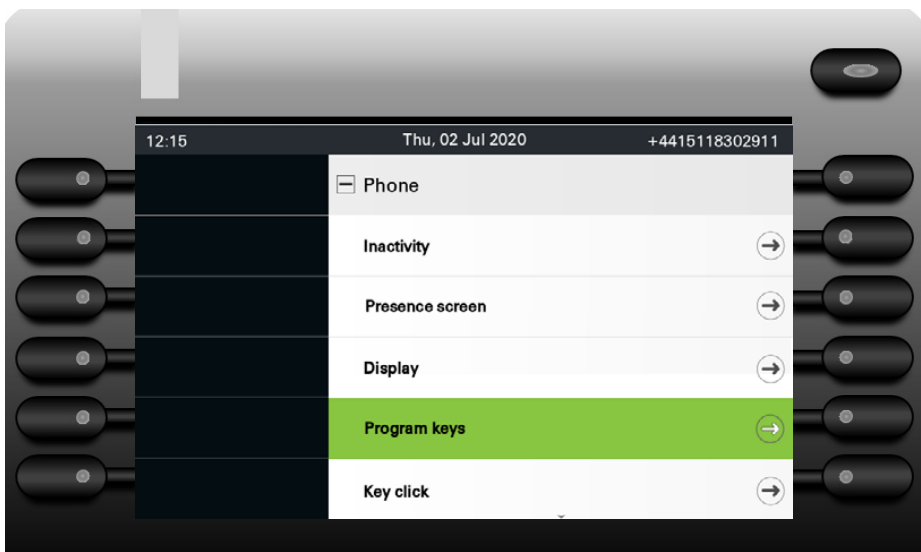 12:15 Thu, 02 Jul 2020 +4415118302911
Phone
Inactivity
Presence screen
Display
Program keys
Key click